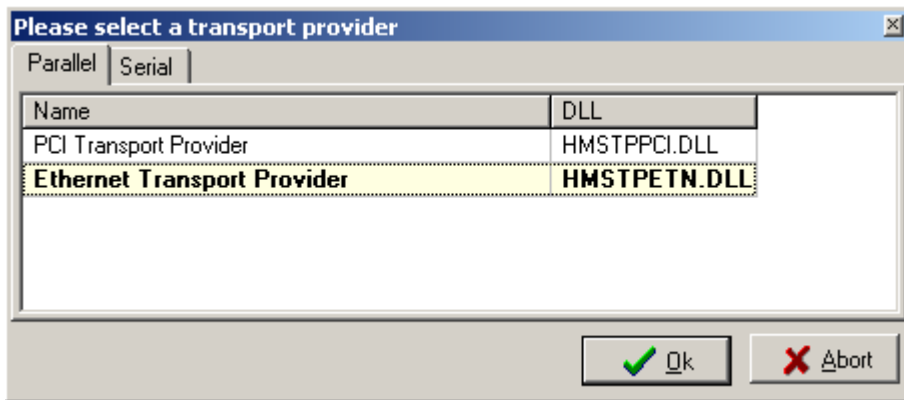 Please select a transport provider
Parallel Serial
Name DLL
PCI Transport Provider HMSTPPCI.DLL
Ethernet Transport Provider HMSTPETN.DLL
Ok Abort